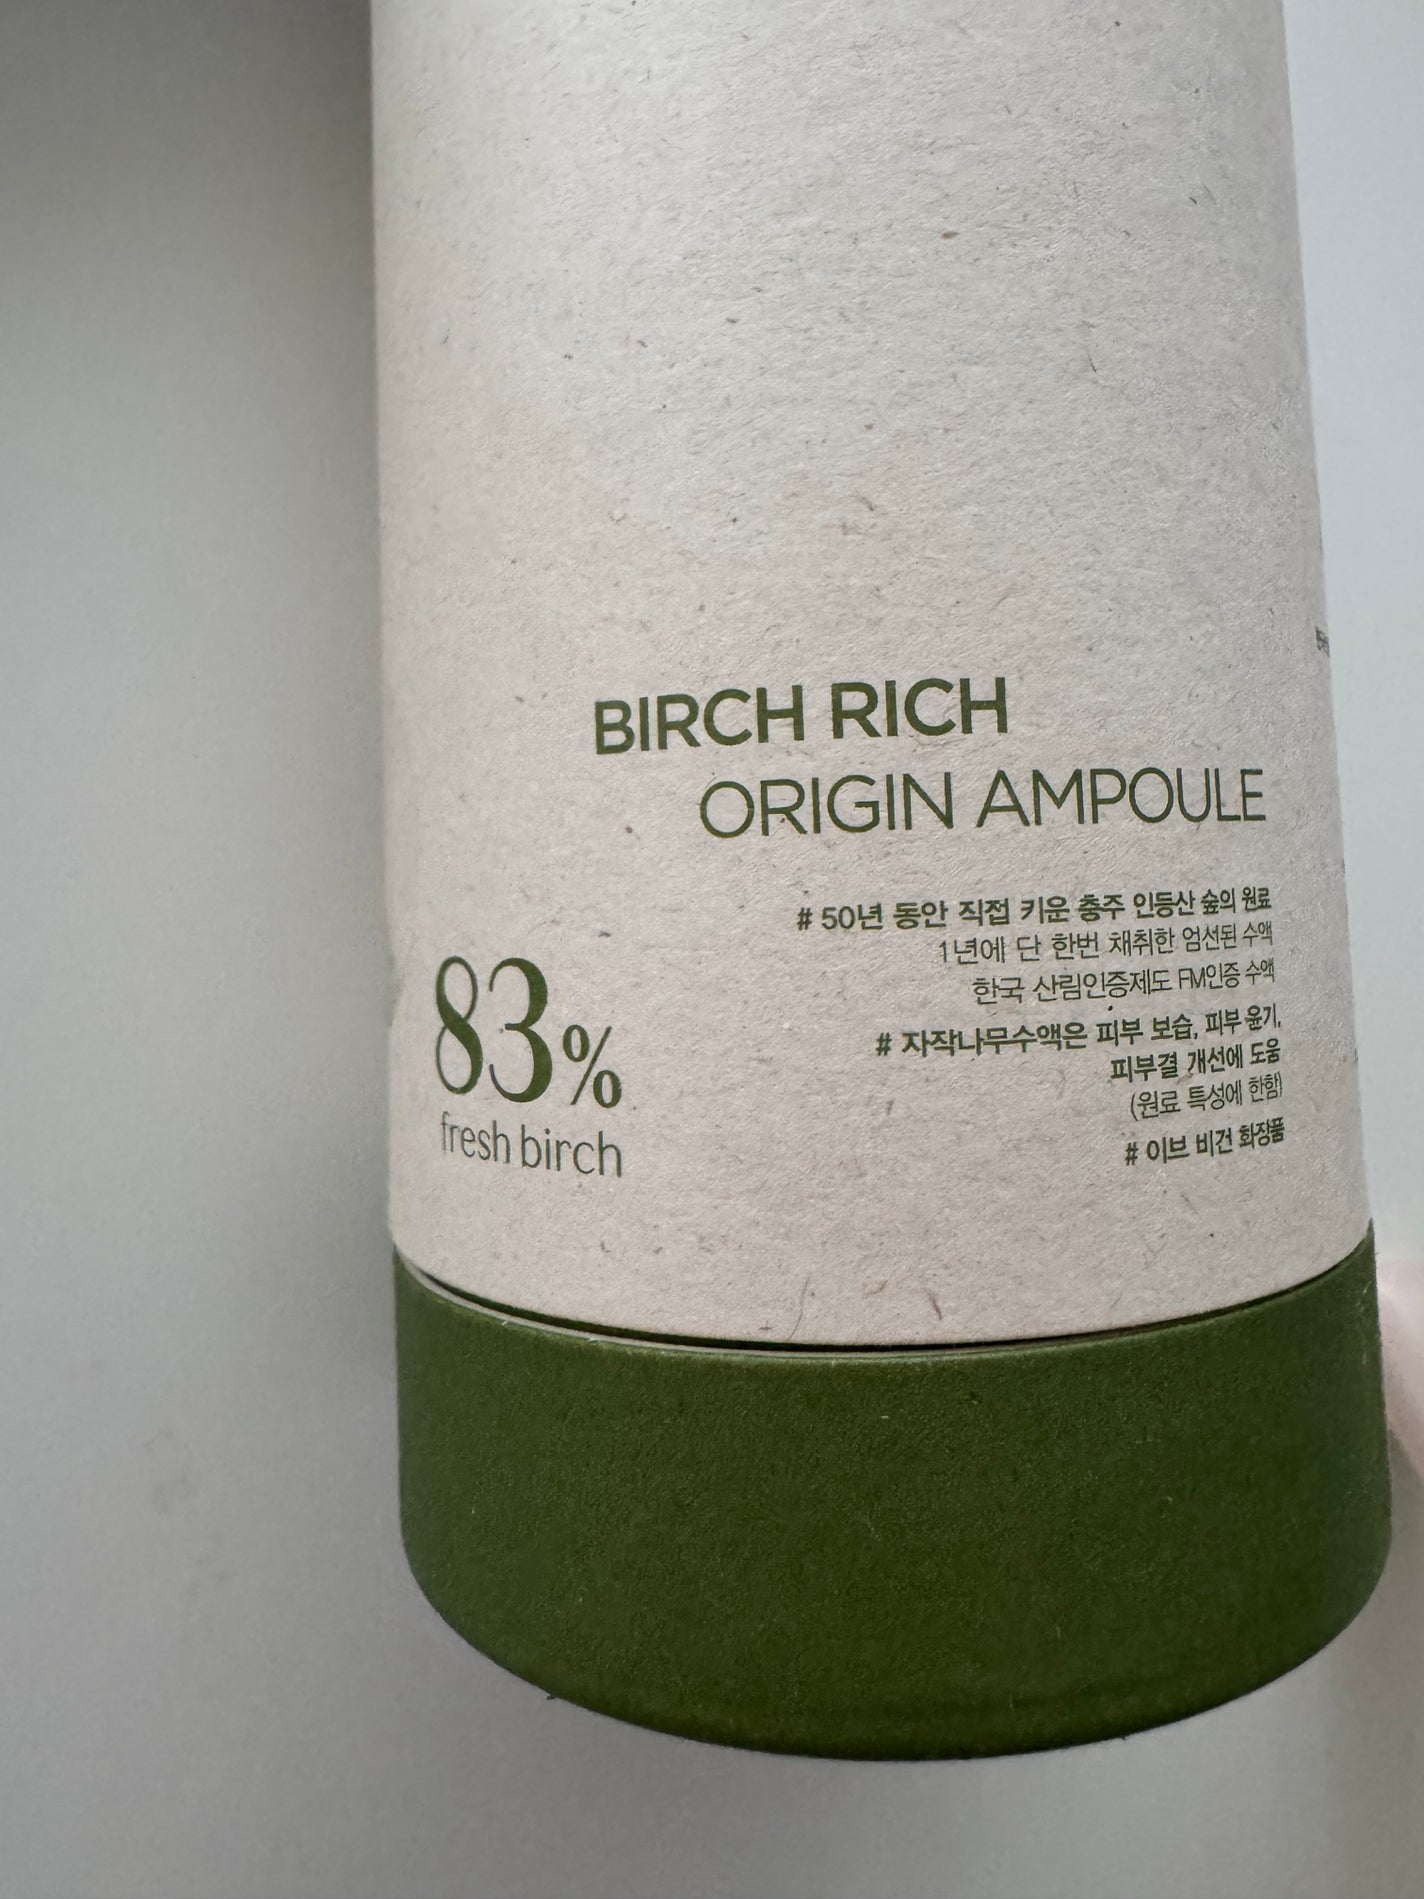 BIRCH RICH
ORIGIN AMPOULE
# 50년 동안 직접 키운 충주 인등산 숲의 원료
1년에 단 한번 채취한 엄선된 수액
한국 산림인증제도 FM인증 수액
# 자작나무수액은 피부 보습, 피부 윤기,
피부결 개선에 도움
(원료 특성에 한함)
# 이브 비건 화장품
83%
fresh birch